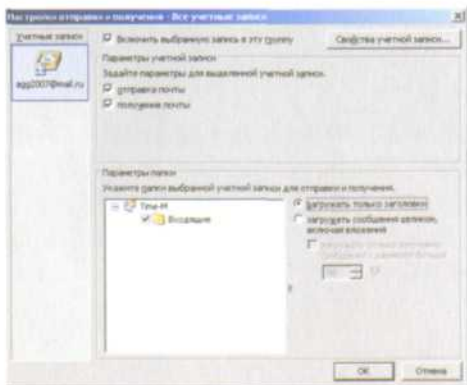 Настройки отправки и получения - Все учетные записи
Учетные записи
agp2007@mail.ru
Включить выбранную запись в эту группу
Свойства учетной записи...
Параметры учетной записи
Задайте параметры для выделенной учетной записи.
отправка почты
получение почты
Параметры папки
Укажите папки выбранной учетной записи для отправки и получения.
Time-M
Входящие
загружать только заголовки
загружать сообщения целиком,
включая вложения
OK
Отмена